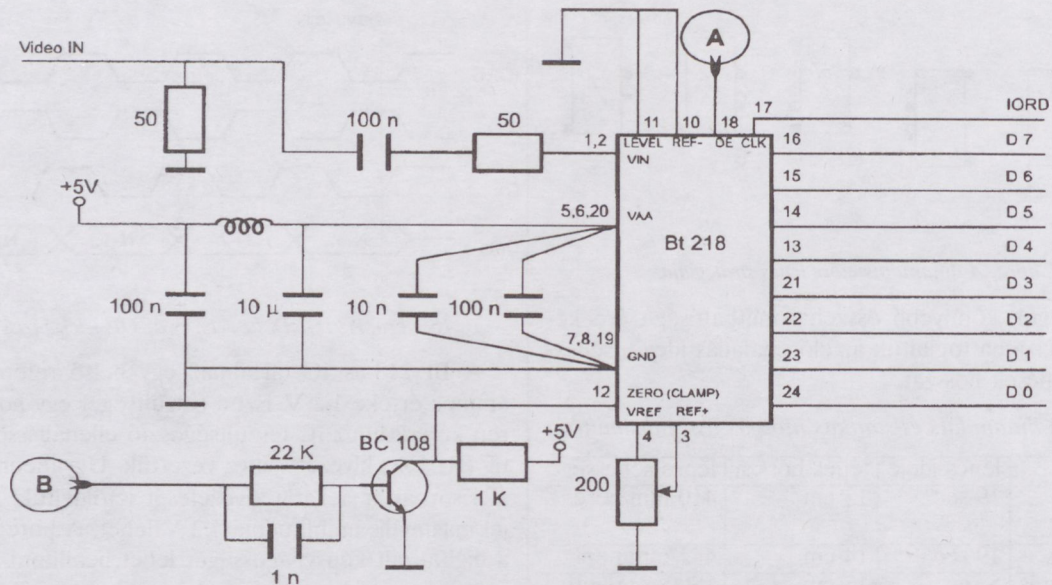 Video IN
A
17
IORD
50
100 n
50
11 10 18
1,2
LEVEL REF- OE CLK
VIN
16
D 7
15
D 6
+5V
5,6,20
VAA
14
D 5
Bt 218
13
D 4
21
D 3
100 n
10 µ
10 n
100 n
22
D 2
7,8,19
GND
23
D 1
12
ZERO (CLAMP)
24
D 0
VREF REF+
22 K
BC 108
+5V
4 3
B
1 K
200
1 n